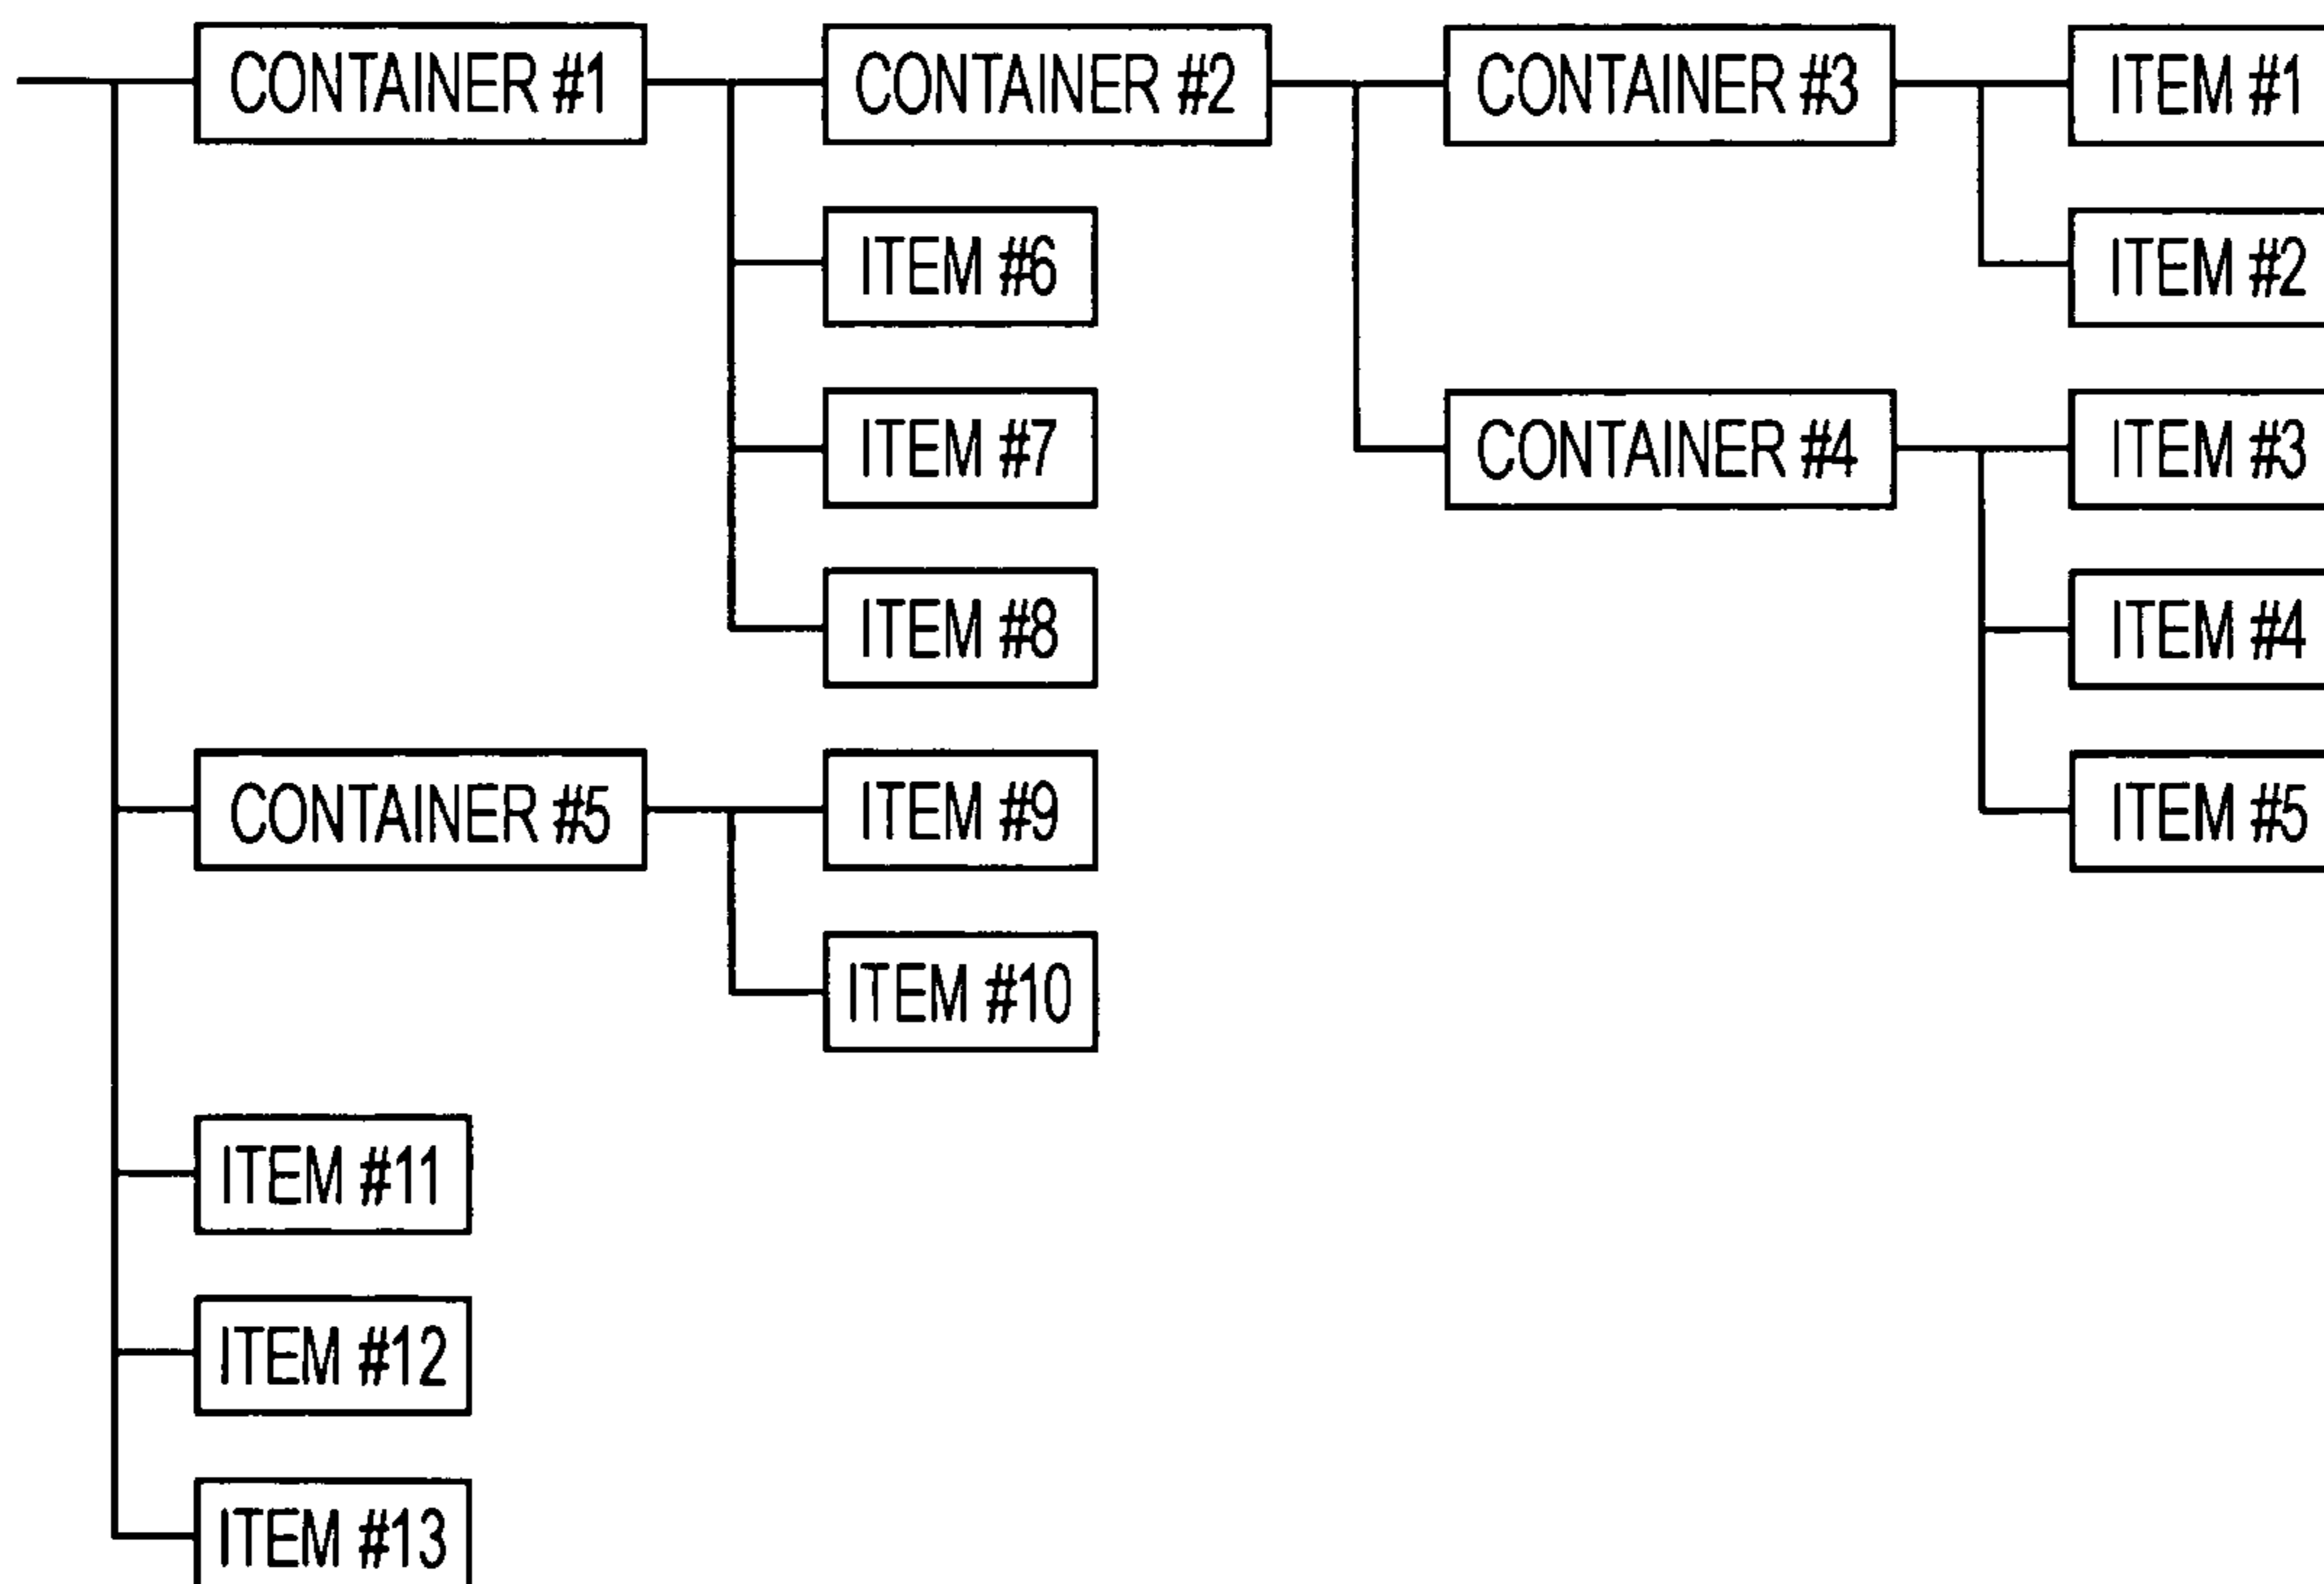 CONTAINER #1
CONTAINER #2
CONTAINER #3
ITEM #1
ITEM #6
ITEM #2
ITEM #7
CONTAINER #4
ITEM #3
ITEM #8
ITEM #4
CONTAINER #5
ITEM #9
ITEM #5
ITEM #10
ITEM #11
ITEM #12
ITEM #13